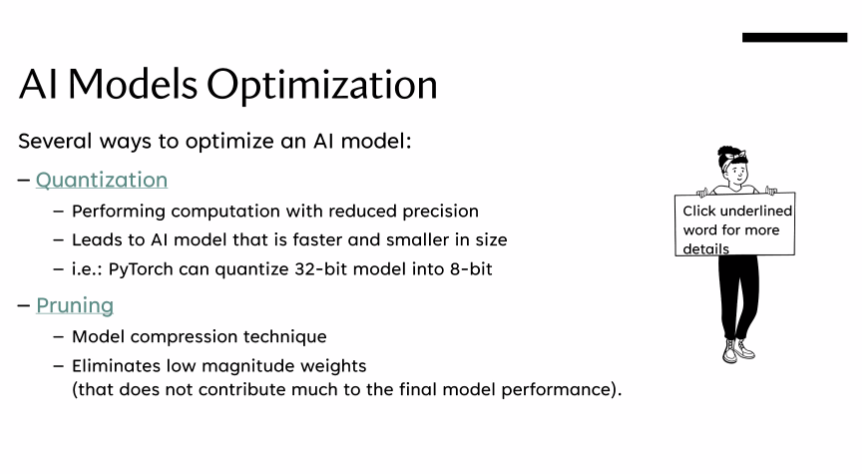 AI Models Optimization
Several ways to optimize an AI model:
– Quantization
– Performing computation with reduced precision
– Leads to AI model that is faster and smaller in size
– i.e.: PyTorch can quantize 32-bit model into 8-bit
– Pruning
– Model compression technique
– Eliminates low magnitude weights
(that does not contribute much to the final model performance).
Click underlined
word for more
details